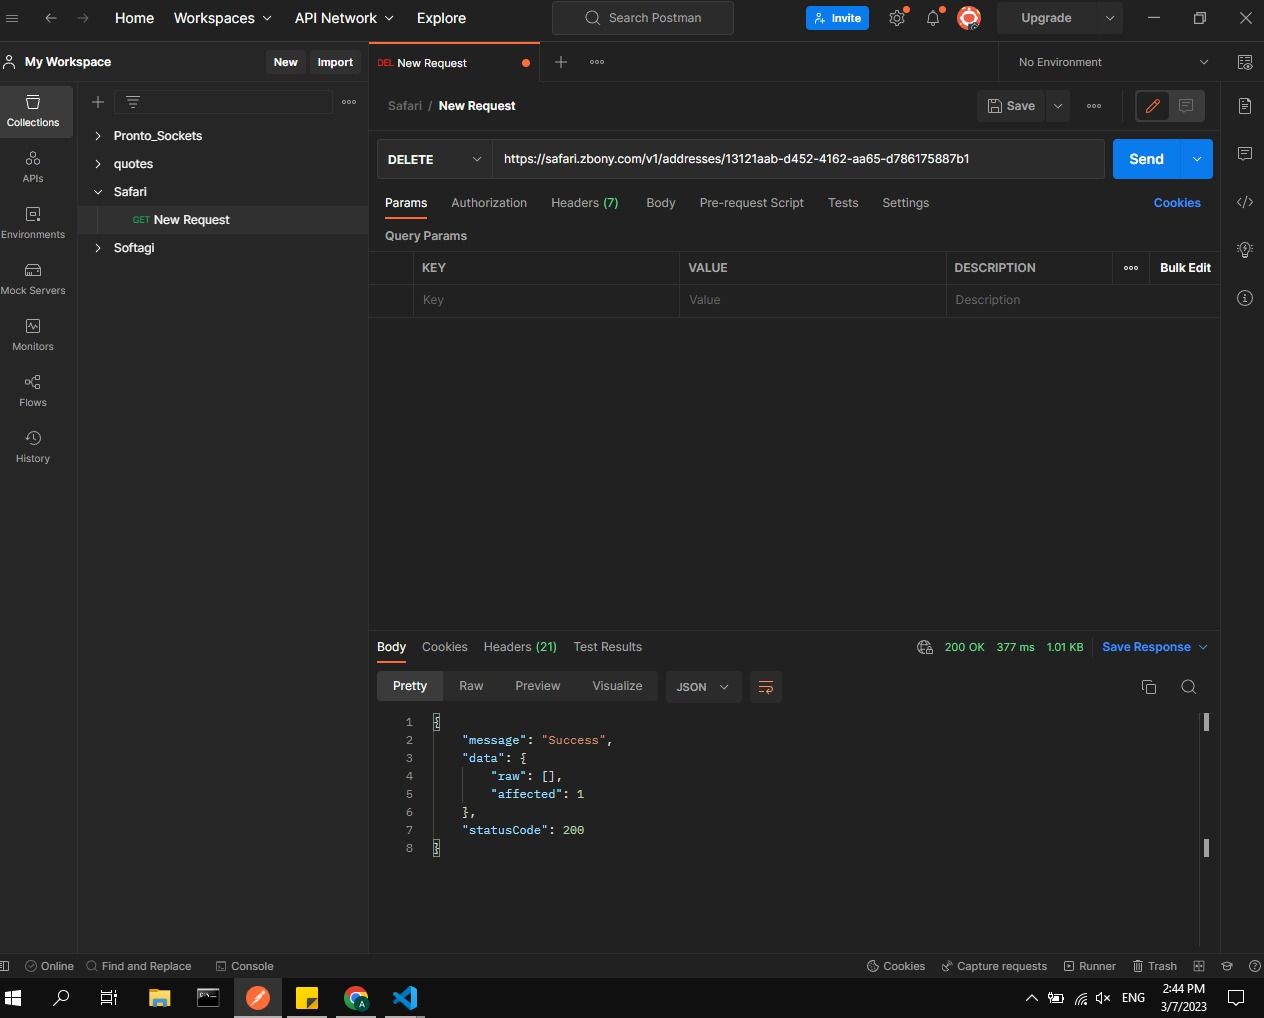 Home Workspaces API Network Explore Search Postman Invite Upgrade
My Workspace New Import DEL New Request No Environment
Collections
APIs
Environments
Mock Servers
Monitors
Flows
History
Pronto_Sockets
quotes
Safari
GET New Request
Softagi
Safari / New Request Save
DELETE https://safari.zbony.com/v1/addresses/13121aab-d452-4162-aa65-d786175887b1 Send
Params Authorization Headers (7) Body Pre-request Script Tests Settings Cookies
Query Params
KEY VALUE DESCRIPTION Bulk Edit
Key Value Description
Body Cookies Headers (21) Test Results 200 OK 377 ms 1.01 KB Save Response
Pretty Raw Preview Visualize JSON
1 {
2 "message": "Success",
3 "data": {
4 "raw": [],
5 "affected": 1
6 },
7 "statusCode": 200
8 }
Online Find and Replace Console Cookies Capture requests Runner Trash
A ENG 2:44 PM
3/7/2023